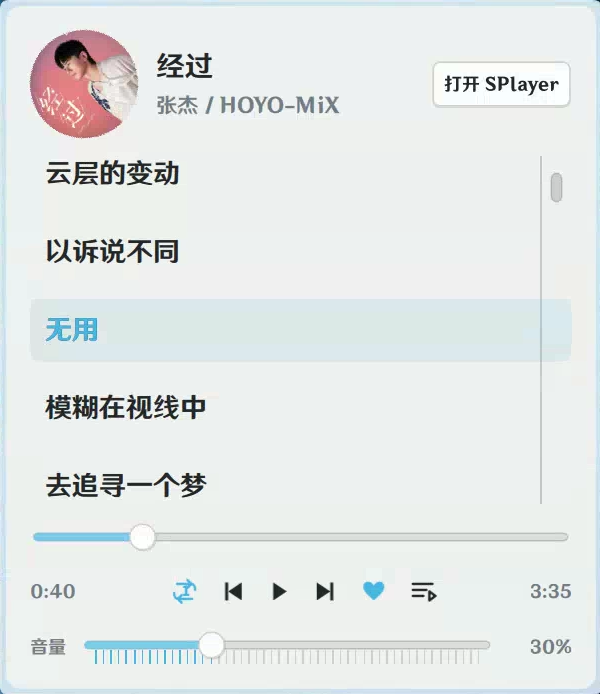 经过
经过
张杰 / HOYO-MiX
打开 SPlayer
云层的变动
以诉说不同
无用
模糊在视线中
去追寻一个梦
0:40
3:35
音量
30%